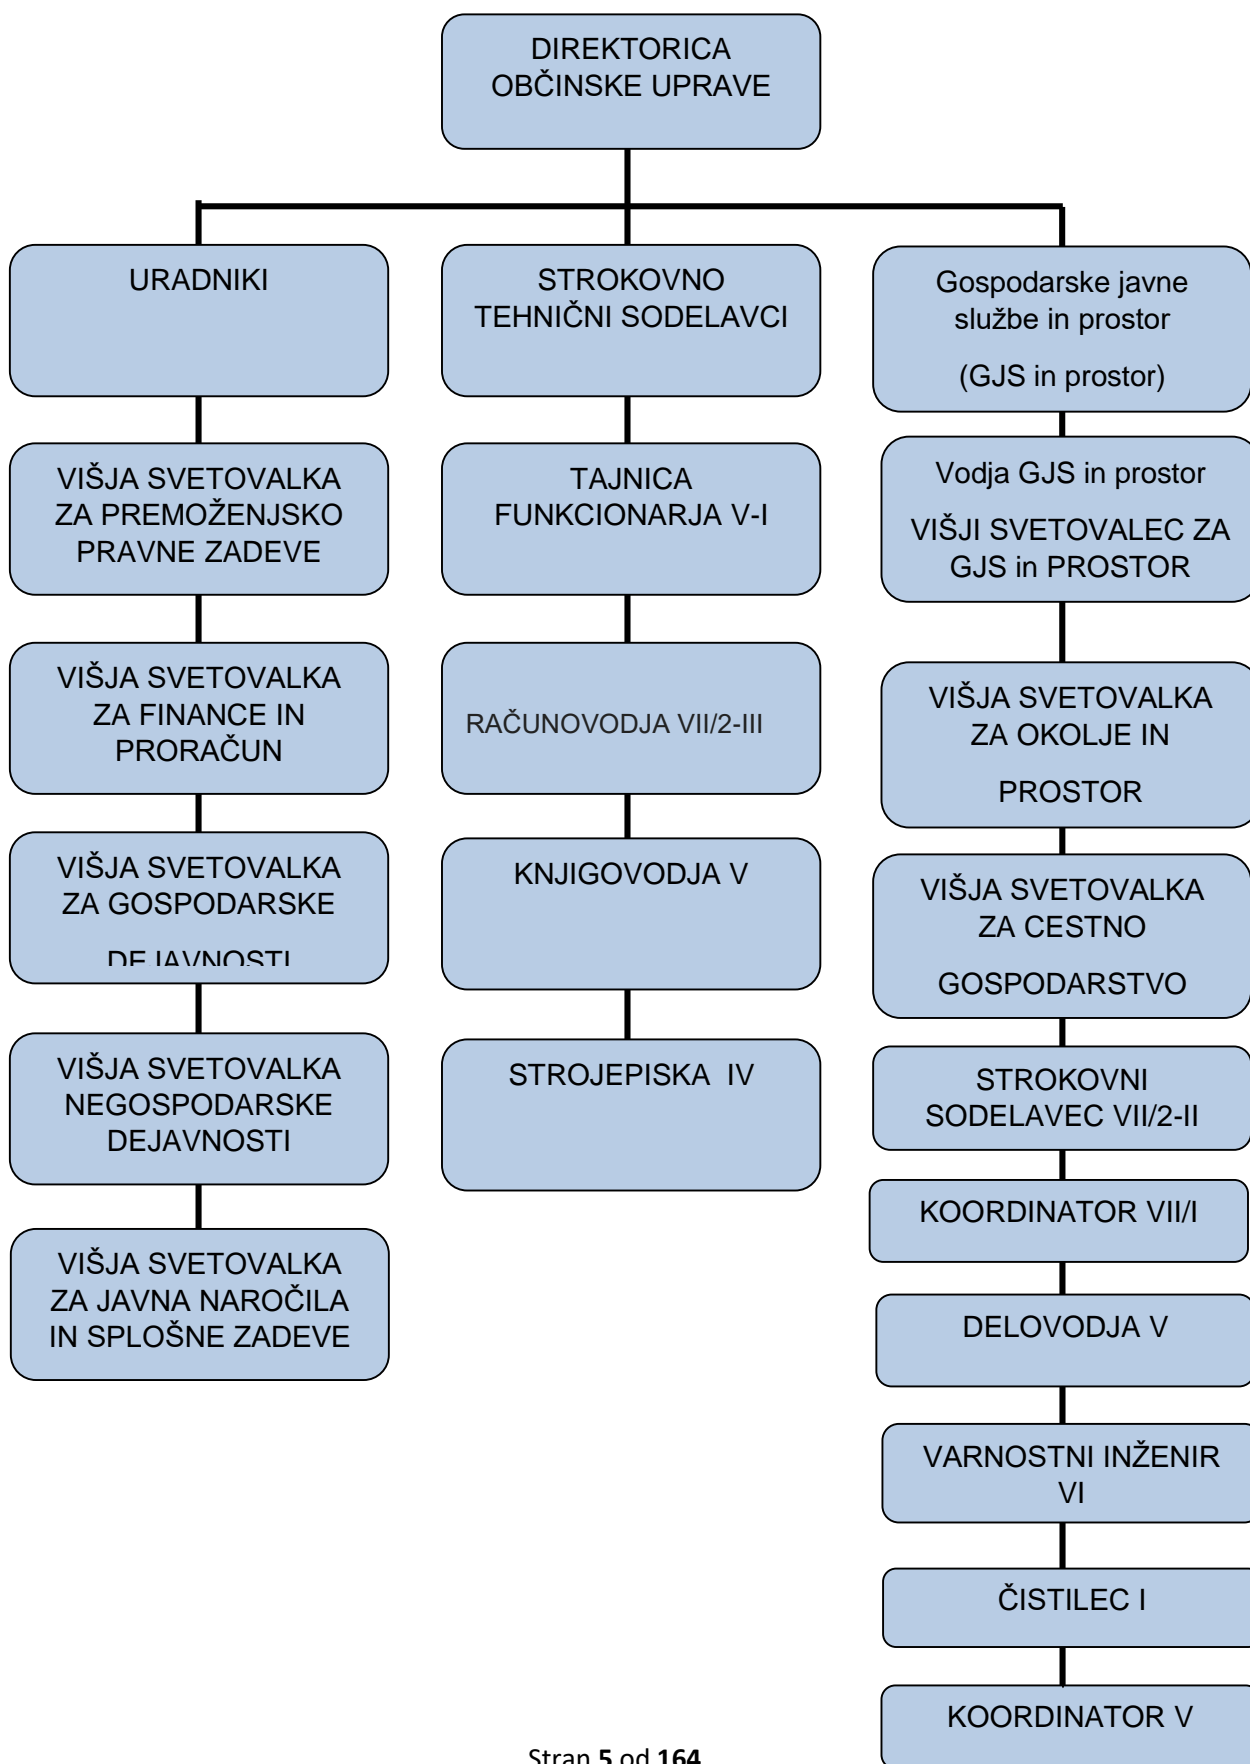 DIREKTORICA
OBČINSKE UPRAVE
URADNIKI
VIŠJA SVETOVALKA
ZA PREMOŽENJSKO
PRAVNE ZADEVE
VIŠJA SVETOVALKA
ZA FINANCE IN
PRORAČUN
VIŠJA SVETOVALKA
ZA GOSPODARSKE
DEJAVNOSTI
VIŠJA SVETOVALKA
NEGOSPODARSKE
DEJAVNOSTI
VIŠJA SVETOVALKA
ZA JAVNA NAROČILA
IN SPLOŠNE ZADEVE
STROKOVNO
TEHNIČNI SODELAVCI
TAJNICA
FUNKCIONARJA V-I
RAČUNOVODJA VII/2-III
KNJIGOVODJA V
STROJEPISKA IV
Gospodarske javne
službe in prostor
(GJS in prostor)
Vodja GJS in prostor
VIŠJI SVETOVALEC ZA
GJS in PROSTOR
VIŠJA SVETOVALKA
ZA OKOLJE IN
PROSTOR
VIŠJA SVETOVALKA
ZA CESTNO
GOSPODARSTVO
STROKOVNI
SODELAVEC VII/2-II
KOORDINATOR VII/I
DELOVODJA V
VARNOSTNI INŽENIR
VI
ČISTILEC I
KOORDINATOR V
Stran 5 od 164